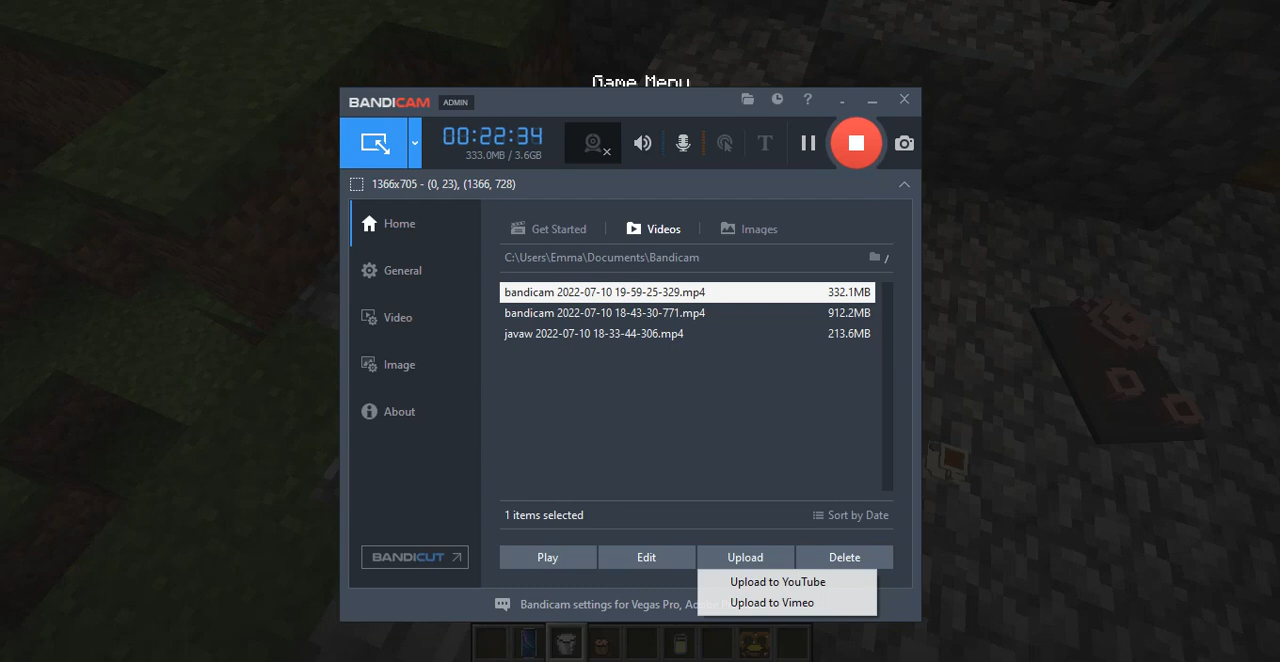 Game Menu
BANDICAM ADMIN ?
00:22:34
333.0MB / 3.6GB
T
1366x705 - (0, 23), (1366, 728)
Home
General
Video
Image
About
BANDICUT
Get Started
Videos
Images
C:\Users\Emma\Documents\Bandicam
bandicam 2022-07-10 19-59-25-329.mp4 332.1MB
bandicam 2022-07-10 18-43-30-771.mp4 912.2MB
javaw 2022-07-10 18-33-44-306.mp4 213.6MB
1 items selected
Sort by Date
Play
Edit
Upload
Delete
Upload to YouTube
Upload to Vimeo
Bandicam settings for Vegas Pro,